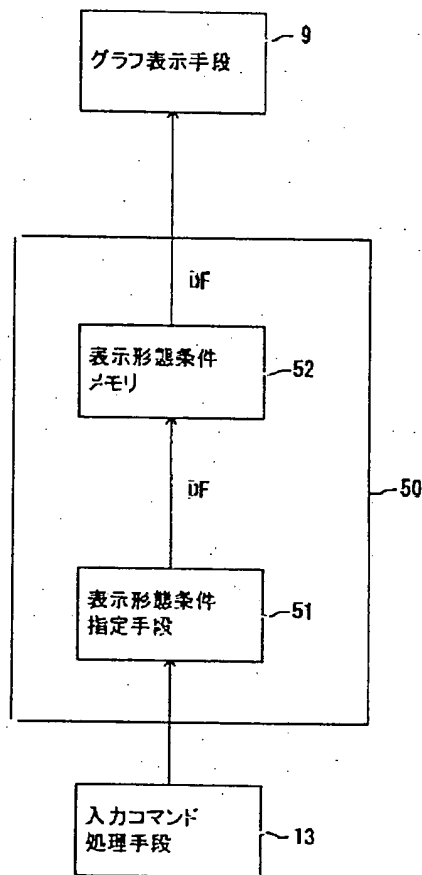 グラフ表示手段
9
DF
表示形態条件
メモリ
52
DF
50
表示形態条件
指定手段
51
入力コマンド
処理手段
13